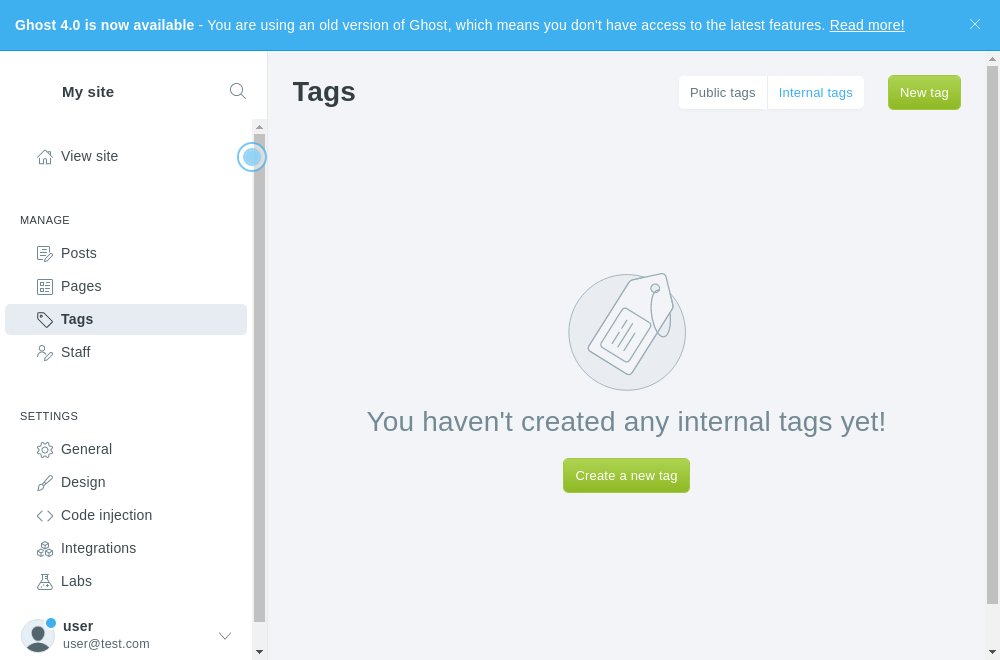 Ghost 4.0 is now available - You are using an old version of Ghost, which means you don't have access to the latest features. Read more!
My site
View site
MANAGE
Posts
Pages
Tags
Staff
SETTINGS
General
Design
Code injection
Integrations
Labs
user
user@test.com
Tags
Public tags
Internal tags
New tag
You haven't created any internal tags yet!
Create a new tag